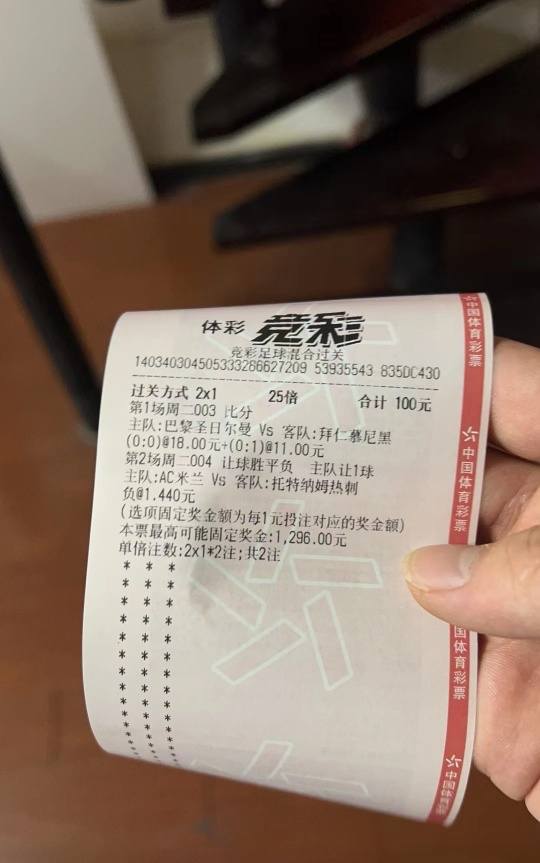 体彩 竞彩
竞彩足球混合过关
140340304505333286627209 53935543 835DC430
过关方式 2x1 25倍 合计 100元
第1场周二003 比分
主队:巴黎圣日尔曼 Vs 客队:拜仁慕尼黑
(0:0)@18.00元+(0:1)@11.00元
第2场周二004 让球胜平负 主队让1球
主队:AC米兰 Vs 客队:托特纳姆热刺
负@1.440元
(选项固定奖金额为每1元投注对应的奖金额)
本票最高可能固定奖金:1,296.00元
单倍注数:2x1*2注;共2注
* * *
* * *
* * *
* * *
* * *
* * *
* * *
* * *
* * *
* * *
* * *
中国体育彩票
中国体育彩票
国体育彩票
中国体育彩票